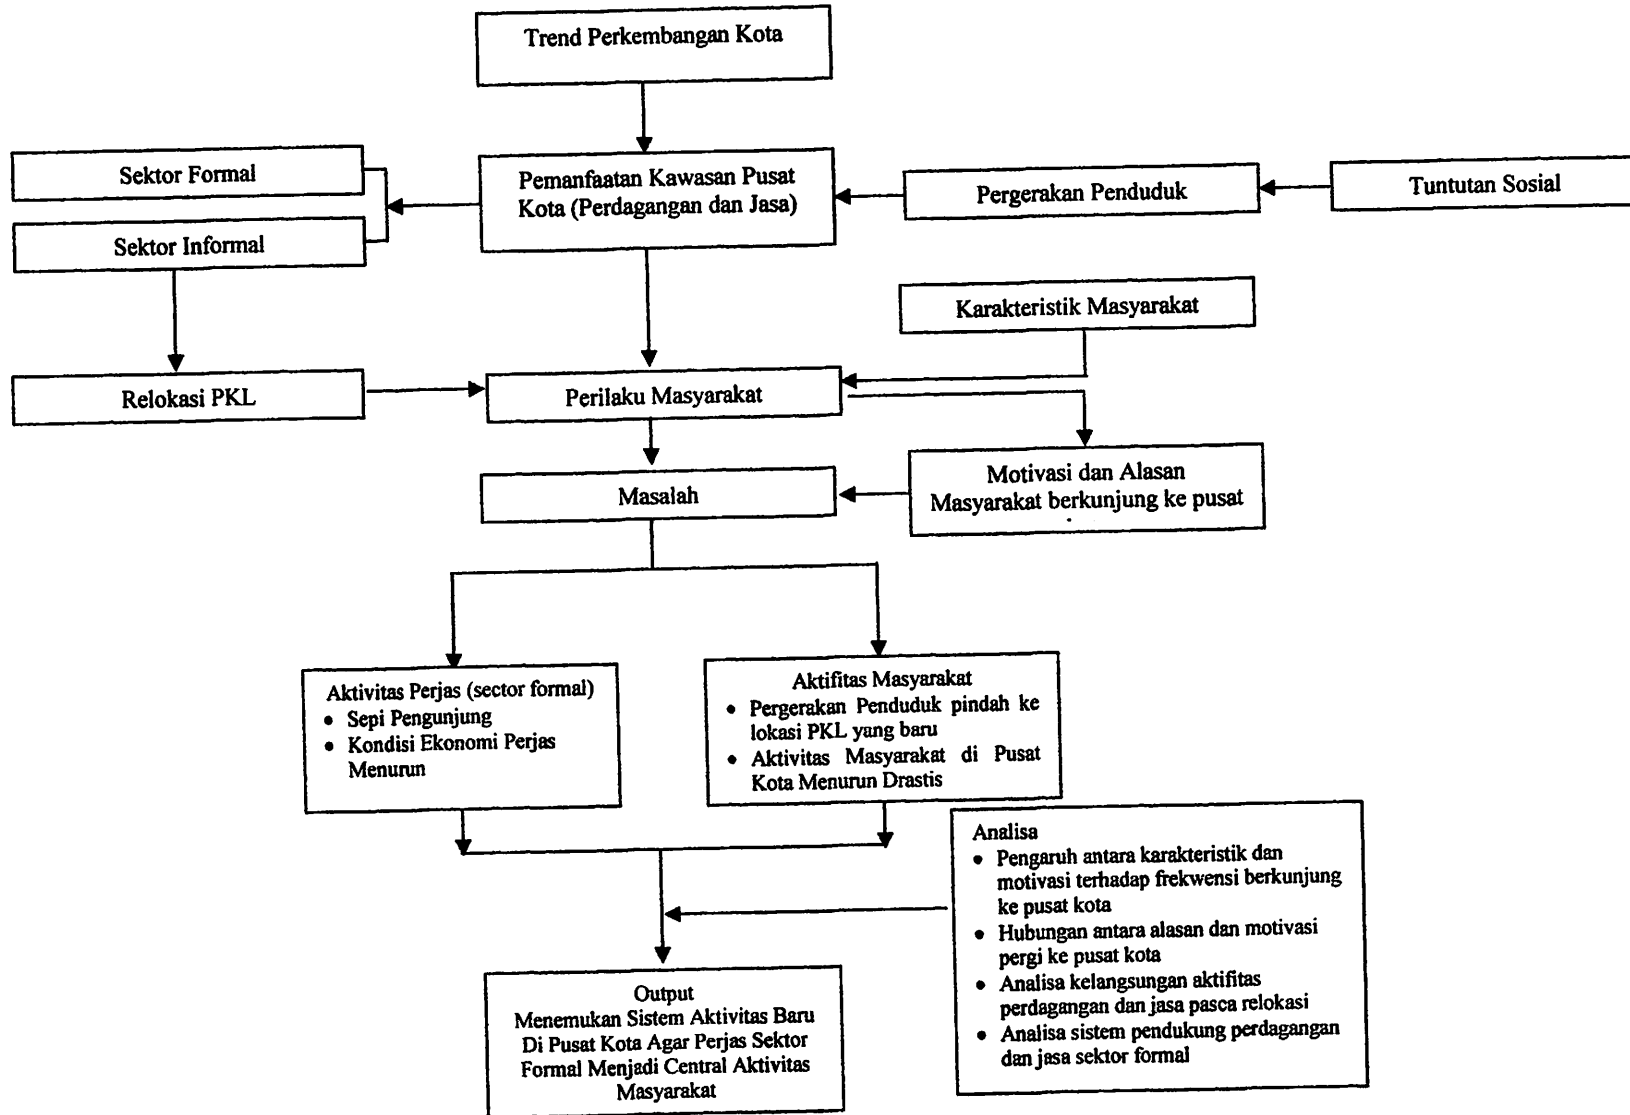 Trend Perkembangan Kota
Sektor Formal
Sektor Informal
Pemanfaatan Kawasan Pusat
Kota (Perdagangan dan Jasa)
Pergerakan Penduduk
Tuntutan Sosial
Karakteristik Masyarakat
Relokasi PKL
Perilaku Masyarakat
Masalah
Motivasi dan Alasan
Masyarakat berkunjung ke pusat
Aktivitas Perjas (sector formal)
• Sepi Pengunjung
• Kondisi Ekonomi Perjas
Menurun
Aktifitas Masyarakat
• Pergerakan Penduduk pindah ke
lokasi PKL yang baru
• Aktivitas Masyarakat di Pusat
Kota Menurun Drastis
Analisa
• Pengaruh antara karakteristik dan
motivasi terhadap frekwensi berkunjung
ke pusat kota
• Hubungan antara alasan dan motivasi
pergi ke pusat kota
• Analisa kelangsungan aktifitas
perdagangan dan jasa pasca relokasi
• Analisa sistem pendukung perdagangan
dan jasa sektor formal
Output
Menemukan Sistem Aktivitas Baru
Di Pusat Kota Agar Perjas Sektor
Formal Menjadi Central Aktivitas
Masyarakat